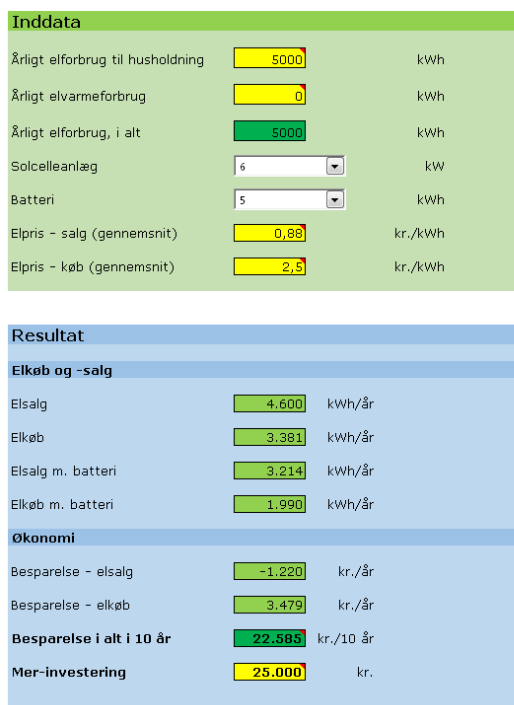 Inddata
Årligt elforbrug til husholdning 5000 kWh
Årligt elvarmeforbrug 0 kWh
Årligt elforbrug, i alt 5000 kWh
Solcelleanlæg 6 kW
Batteri 5 kWh
Elpris - salg (gennemsnit) 0,88 kr./kWh
Elpris - køb (gennemsnit) 2,5 kr./kWh
Resultat
Elkøb og -salg
Elsalg 4.600 kWh/år
Elkøb 3.381 kWh/år
Elsalg m. batteri 3.214 kWh/år
Elkøb m. batteri 1.990 kWh/år
Økonomi
Besparelse - elsalg -1.220 kr./år
Besparelse - elkøb 3.479 kr./år
Besparelse i alt i 10 år 22.585 kr./10 år
Mer-investering 25.000 kr.